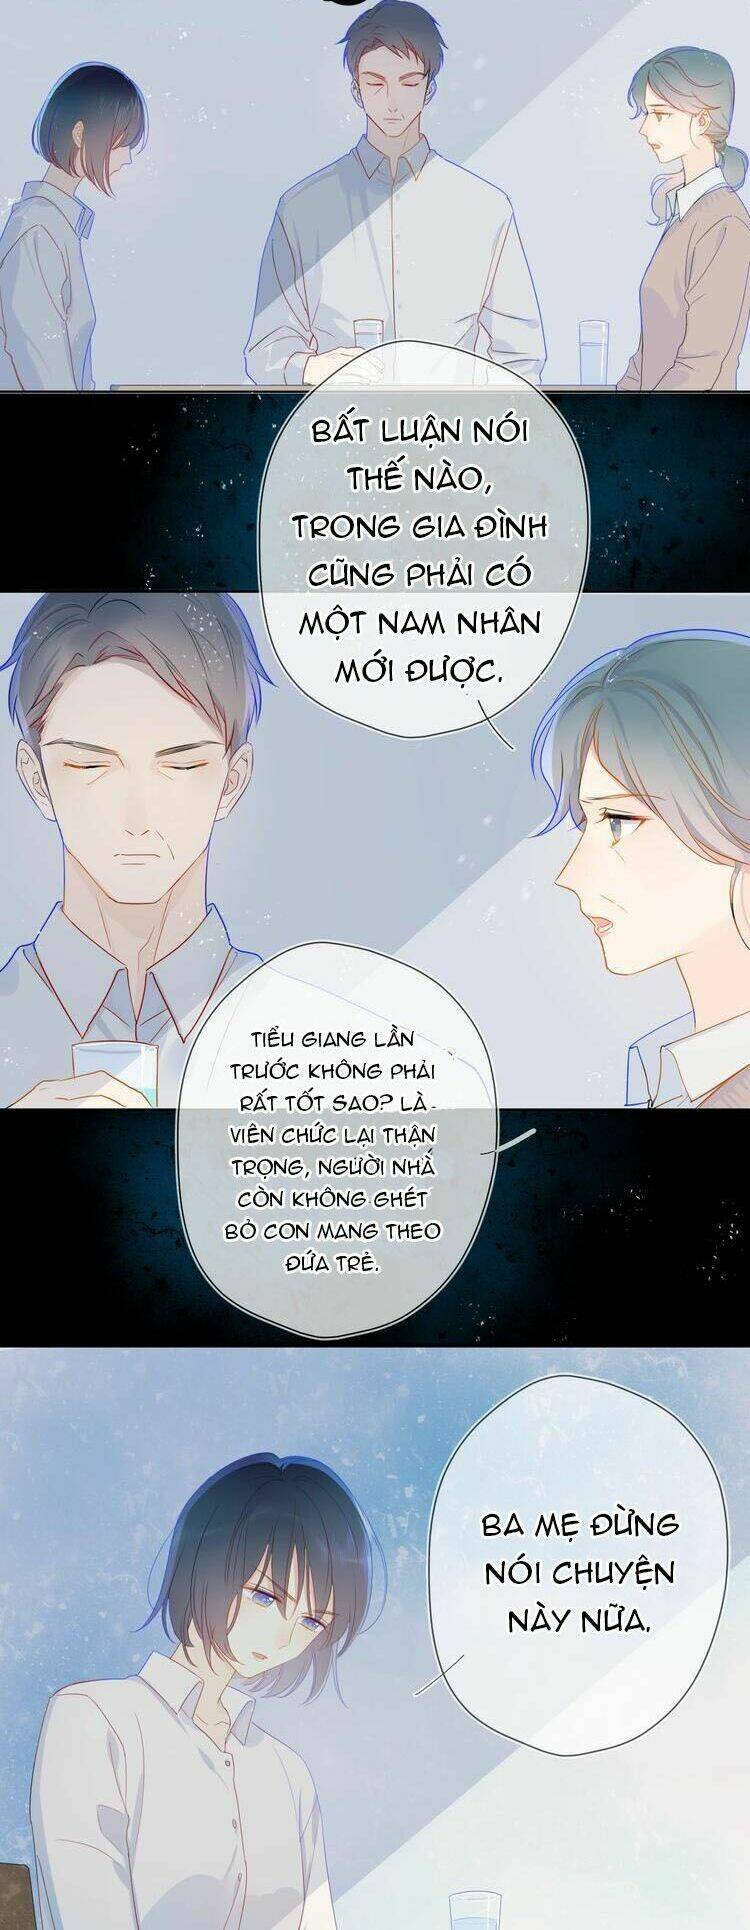 BẤT LUẬN NÓI
THẾ NÀO,
TRONG GIA ĐÌNH
CŨNG PHẢI CÓ
MỘT NAM NHÂN
MỚI ĐƯỢC.
TIỂU GIANG LẦN
TRƯỚC KHÔNG PHẢI
RẤT TỐT SAO? LÀ
VIÊN CHỨC LẠI THẬN
TRỌNG, NGƯỜI NHÀ
CÒN KHÔNG GHÉT
BỎ CON MANG THEO
ĐỨA TRẺ.
BA MẸ ĐỪNG
NÓI CHUYỆN
NÀY NỮA.